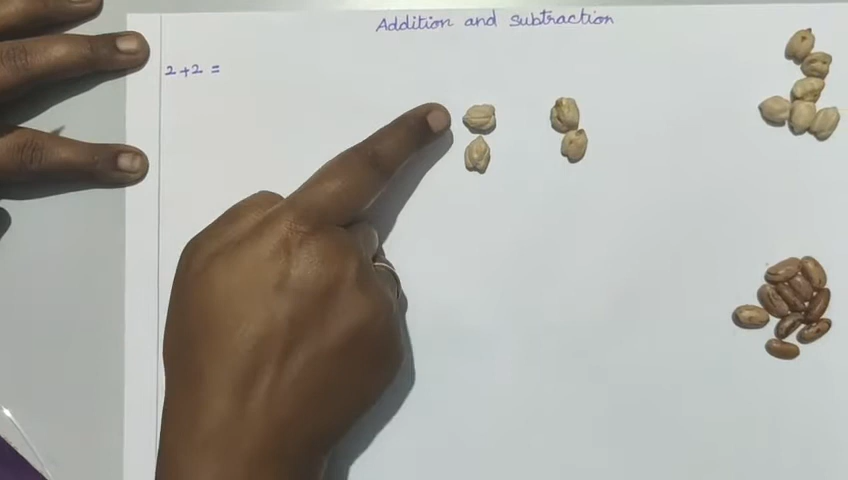 Addition and subtraction
2+2 =